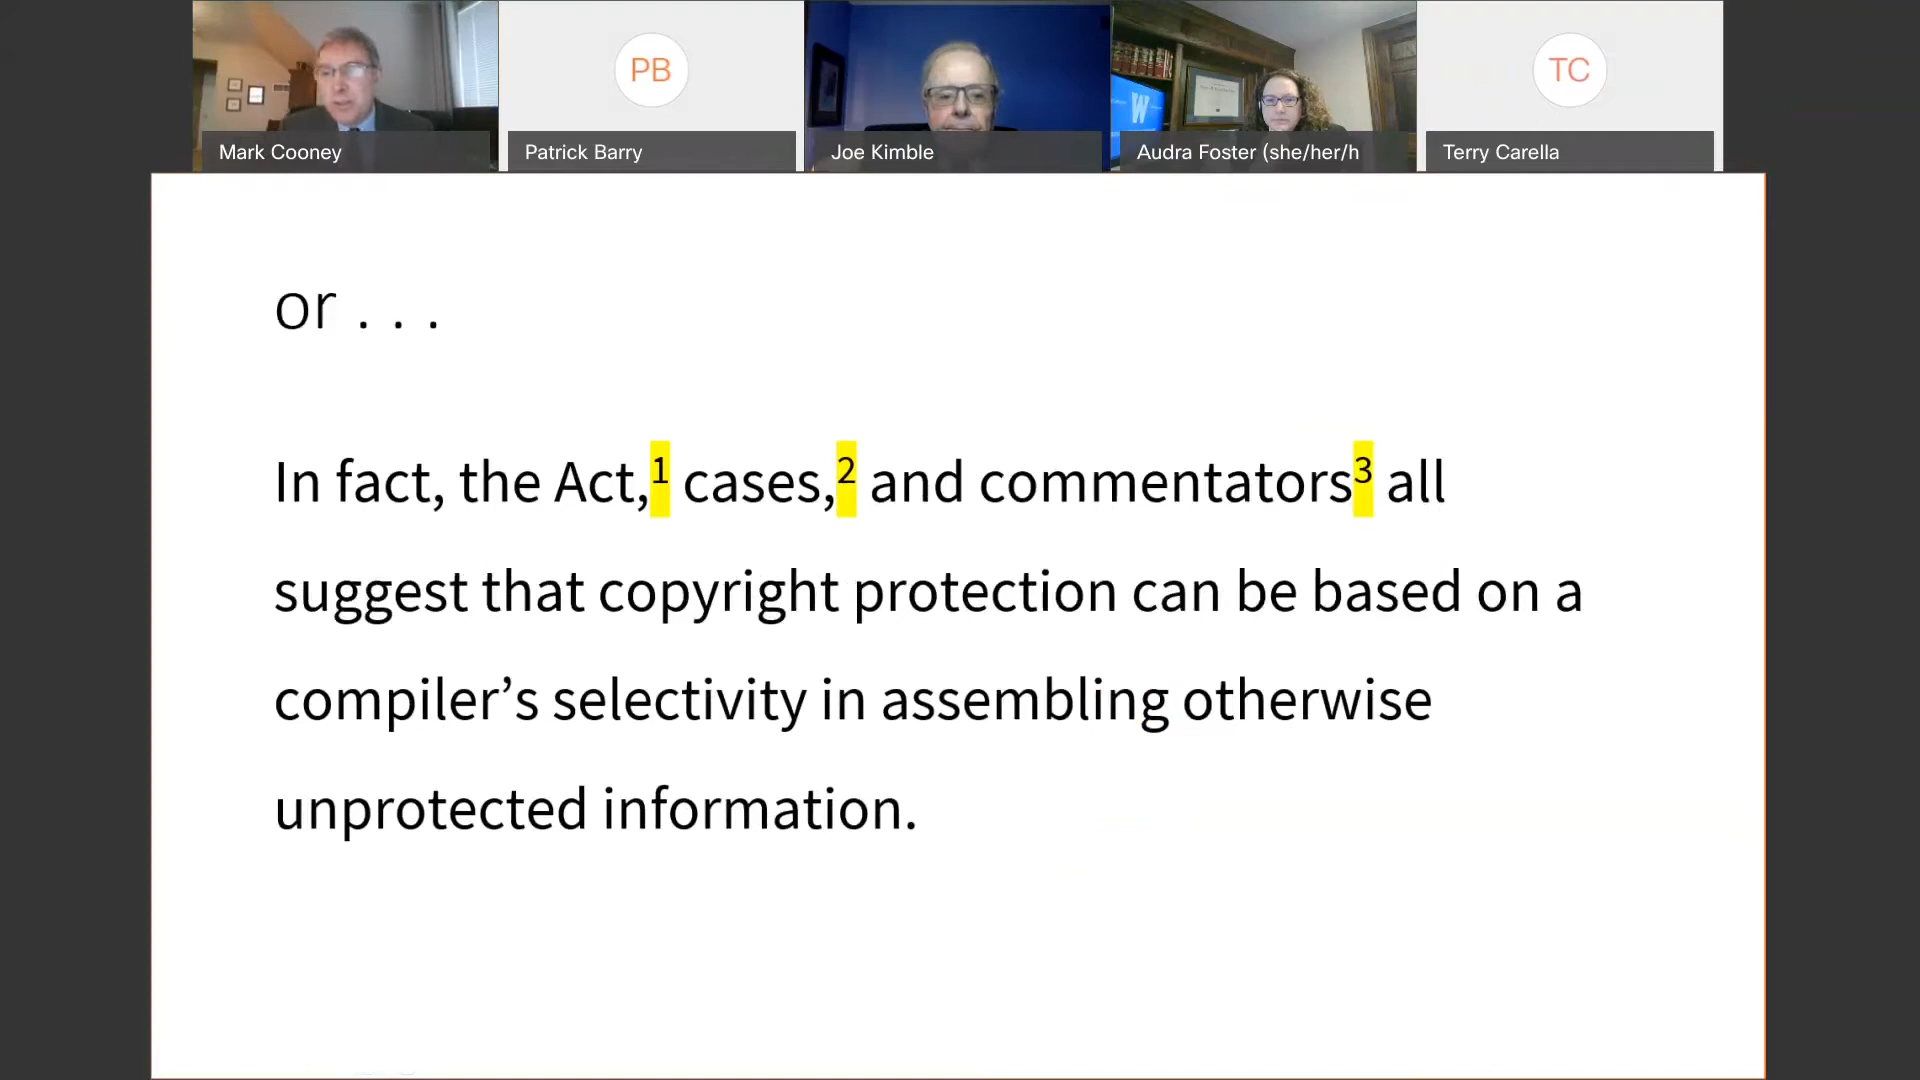 PB
TC
W
Mark Cooney
Patrick Barry
Joe Kimble
Audra Foster (she/her/h
Terry Carella
or . . .
In fact, the Act,¹ cases,² and commentators³ all
suggest that copyright protection can be based on a
compiler’s selectivity in assembling otherwise
unprotected information.